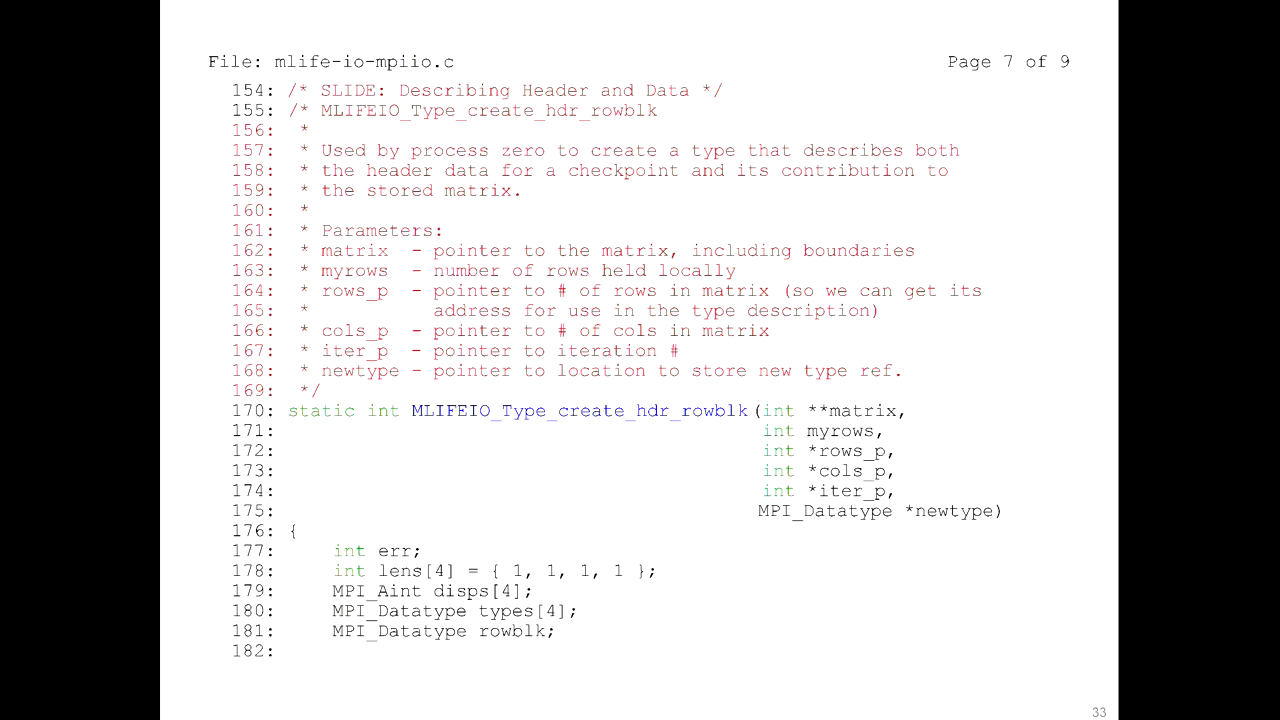 File: mlife-io-mpiio.c Page 7 of 9
154: /* SLIDE: Describing Header and Data */
155: /* MLIFEIO_Type_create_hdr_rowblk
156:  *
157:  * Used by process zero to create a type that describes both
158:  * the header data for a checkpoint and its contribution to
159:  * the stored matrix.
160:  *
161:  * Parameters:
162:  * matrix  - pointer to the matrix, including boundaries
163:  * myrows  - number of rows held locally
164:  * rows_p  - pointer to # of rows in matrix (so we can get its
165:  *           address for use in the type description)
166:  * cols_p  - pointer to # of cols in matrix
167:  * iter_p  - pointer to iteration #
168:  * newtype - pointer to location to store new type ref.
169:  */
170: static int MLIFEIO_Type_create_hdr_rowblk(int **matrix,
171:                                           int myrows,
172:                                           int *rows_p,
173:                                           int *cols_p,
174:                                           int *iter_p,
175:                                           MPI_Datatype *newtype)
176: {
177:     int err;
178:     int lens[4] = { 1, 1, 1, 1 };
179:     MPI_Aint disps[4];
180:     MPI_Datatype types[4];
181:     MPI_Datatype rowblk;
182:
33